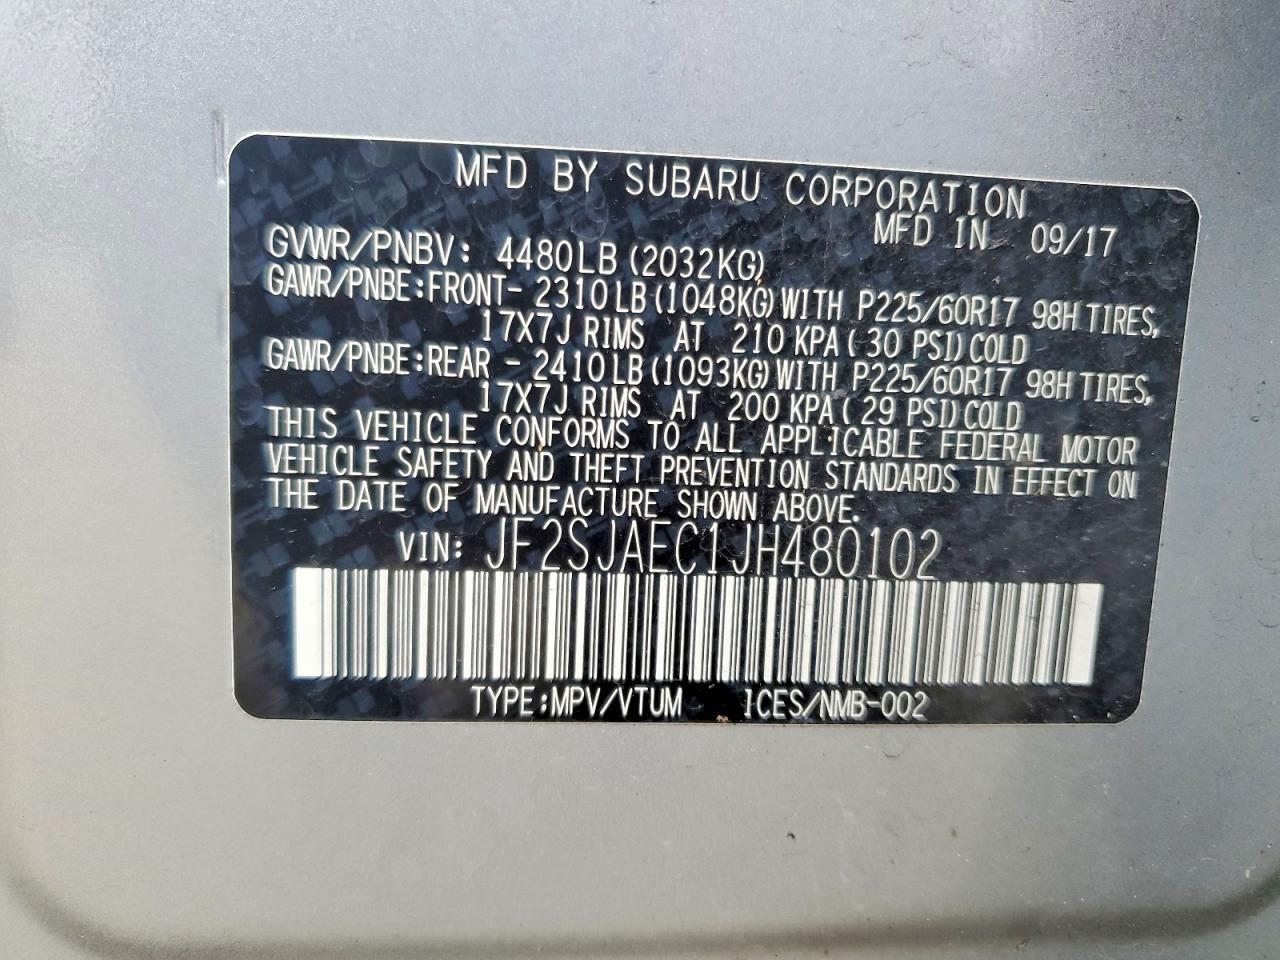 MFD BY SUBARU CORPORATION
MFD IN 09/17
GVWR/PNBV: 4480LB (2032KG)
GAWR/PNBE:FRONT- 2310LB(1048KG)WITH P225/60R17 98H TIRES,
17X7J RIMS AT 210 KPA( 30 PSI)COLD
GAWR/PNBE:REAR - 2410LB(1093KG)WITH P225/60R17 98H TIRES,
17X7J RIMS AT 200 KPA( 29 PSI)COLD
THIS VEHICLE CONFORMS TO ALL APPLICABLE FEDERAL MOTOR
VEHICLE SAFETY AND THEFT PREVENTION STANDARDS IN EFFECT ON
THE DATE OF MANUFACTURE SHOWN ABOVE.
VIN: JF2SJAEC1JH480102
TYPE:MPV/VTUM ICES/NMB-002